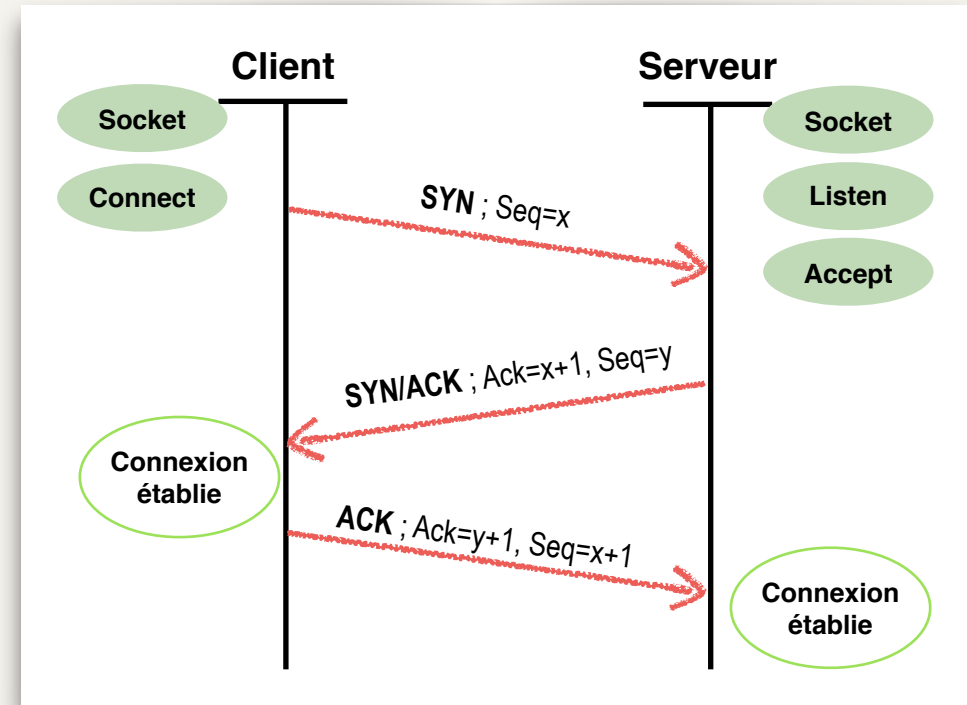 Client
Serveur
Socket
Socket
Connect
Listen
SYN ; Seq=x
Accept
SYN/ACK ; Ack=x+1, Seq=y
Connexion
établie
ACK ; Ack=y+1, Seq=x+1
Connexion
établie